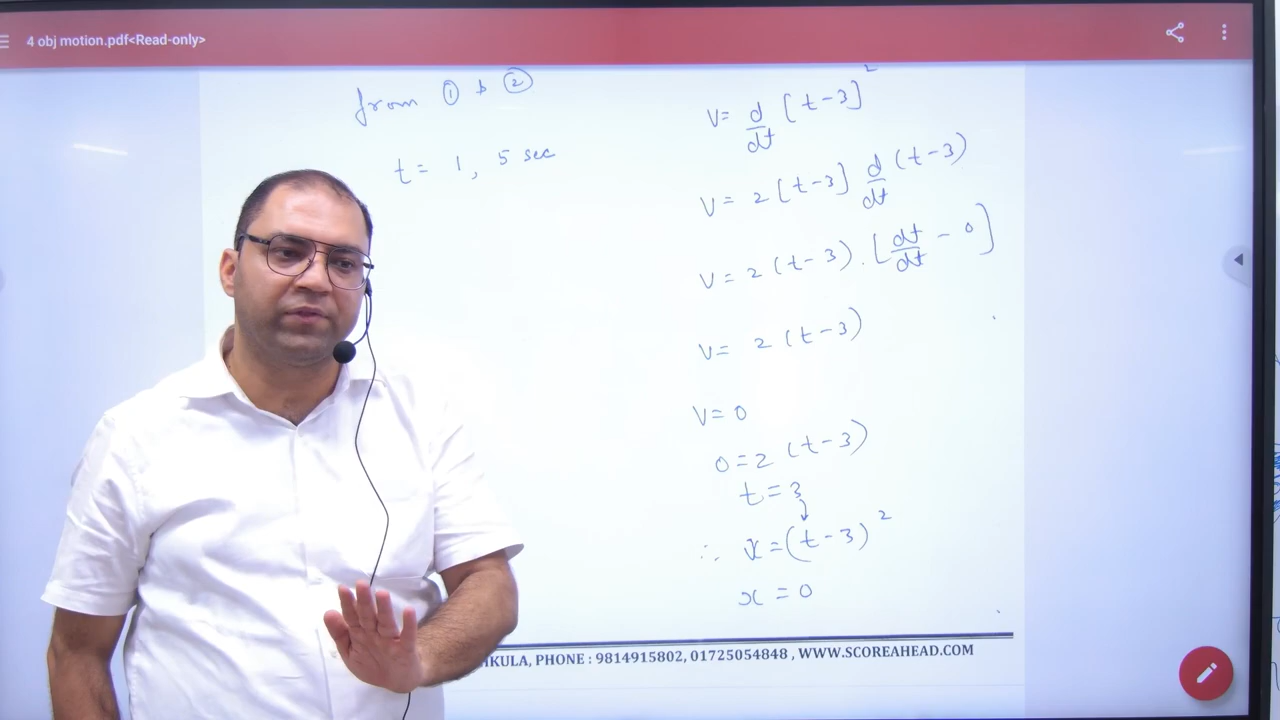 4 obj motion.pdf<Read-only>
from ① & ②
t = 1, 5 sec
V= d/dt [t-3]²
V= 2[t-3] d/dt (t-3)
V= 2(t-3).[dt/dt - 0]
V= 2(t-3)
V=0
0=2(t-3)
t=3
∴ x=(t-3)²
x=0
KULA, PHONE : 9814915802, 01725054848 , WWW.SCOREAHEAD.COM